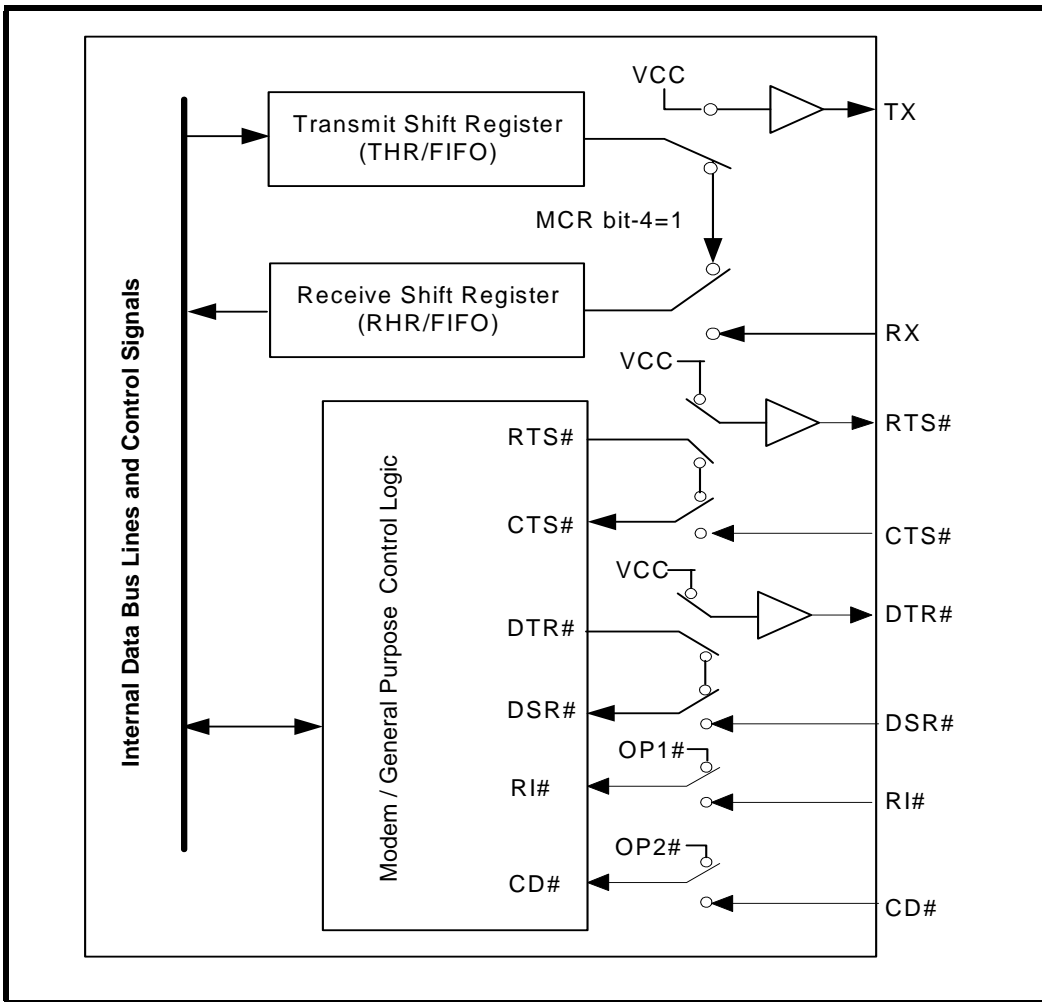 VCC
TX
Transmit Shift Register
(THR/FIFO)
MCR bit-4=1
Receive Shift Register
(RHR/FIFO)
RX
VCC
RTS#
RTS#
CTS#
CTS#
VCC
DTR#
DTR#
DSR#
DSR#
OP1#
RI#
RI#
OP2#
CD#
CD#
Internal Data Bus Lines and Control Signals
Modem / General Purpose Control Logic